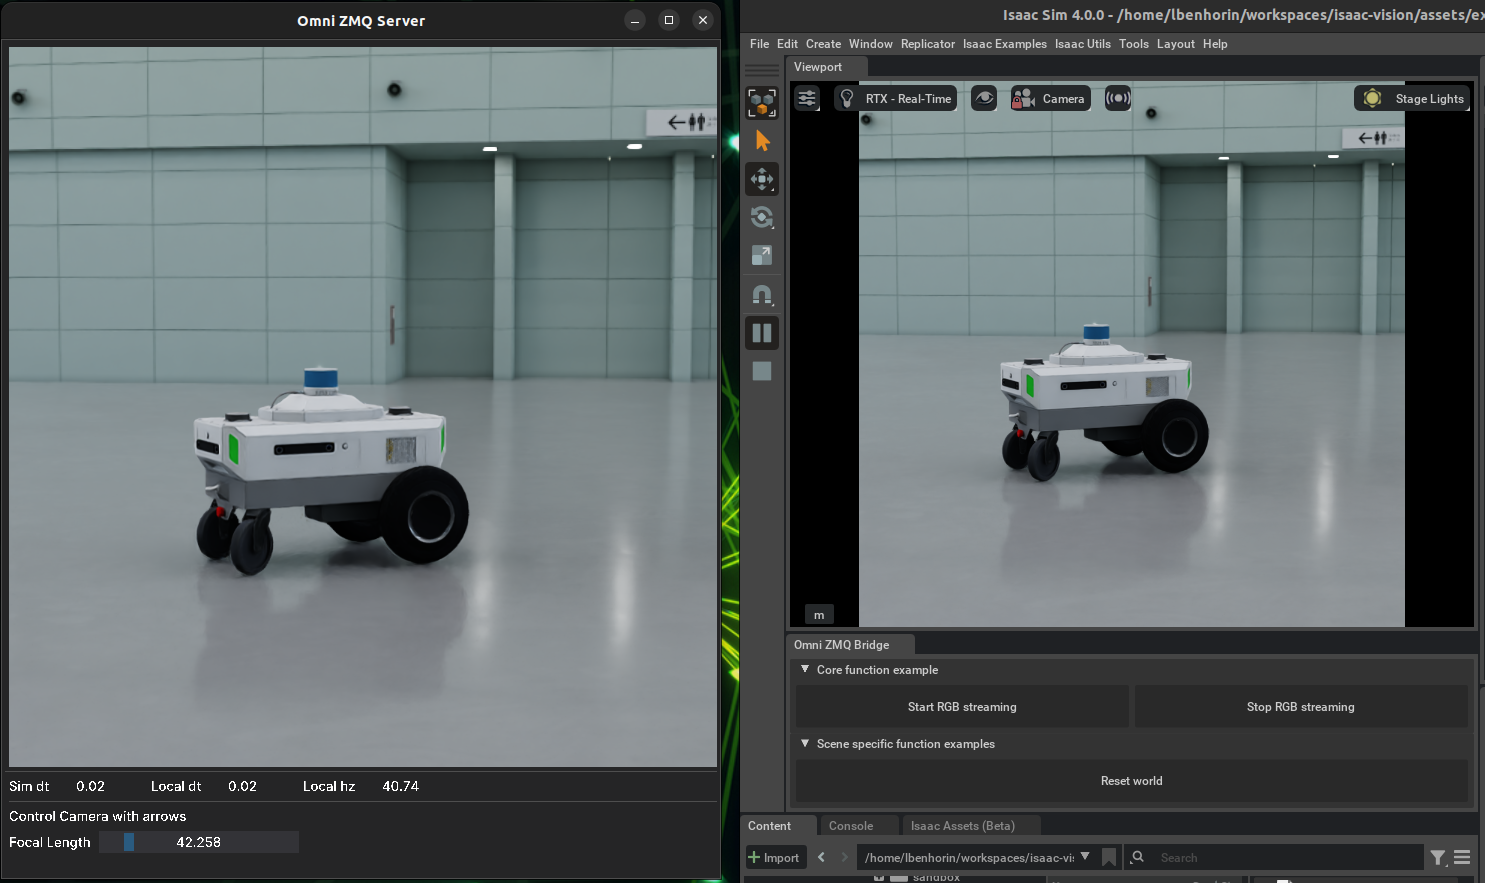 Omni ZMQ Server
Sim dt 0.02 Local dt 0.02 Local hz 40.74
Control Camera with arrows
Focal Length 42.258
Isaac Sim 4.0.0 - /home/lbenhorin/workspaces/isaac-vision/assets/ex
File Edit Create Window Replicator Isaac Examples Isaac Utils Tools Layout Help
Viewport
RTX - Real-Time Camera Stage Lights
m
Omni ZMQ Bridge
Core function example
Start RGB streaming Stop RGB streaming
Scene specific function examples
Reset world
Content Console Isaac Assets (Beta)
Import /home/lbenhorin/workspaces/isaac-vi Search
sandbox